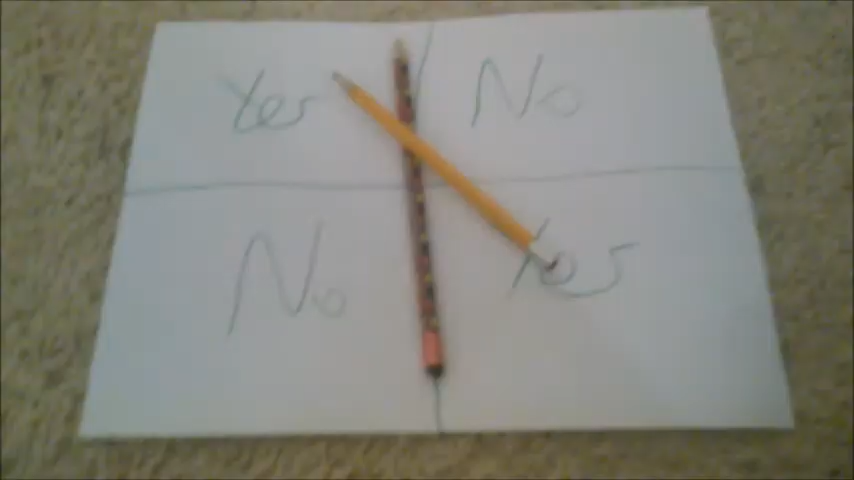 Yes No
No Yes